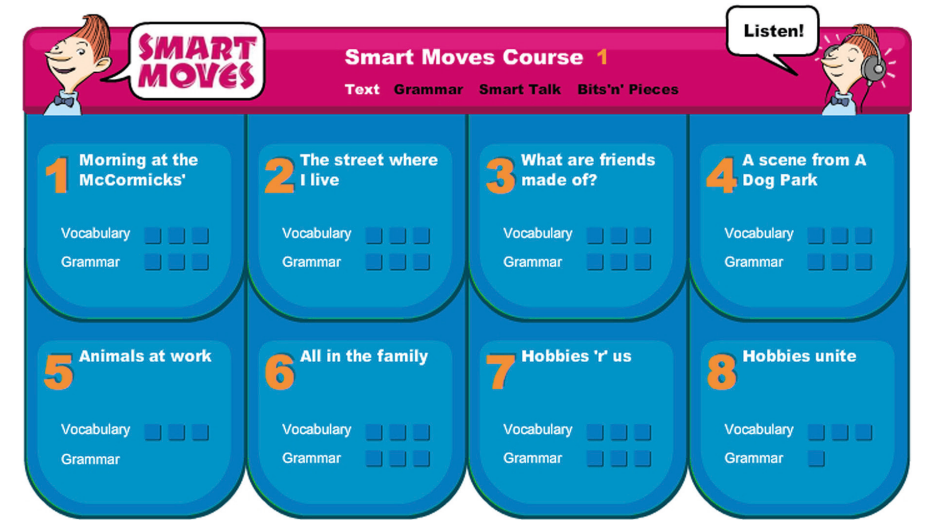 SMART
MOVES
Smart Moves Course 1
Listen!
Text Grammar Smart Talk Bits'n' Pieces
1 Morning at the
McCormicks'
Vocabulary
Grammar
2 The street where
I live
Vocabulary
Grammar
3 What are friends
made of?
Vocabulary
Grammar
4 A scene from A
Dog Park
Vocabulary
Grammar
5 Animals at work
Vocabulary
Grammar
6 All in the family
Vocabulary
Grammar
7 Hobbies 'r' us
Vocabulary
Grammar
8 Hobbies unite
Vocabulary
Grammar